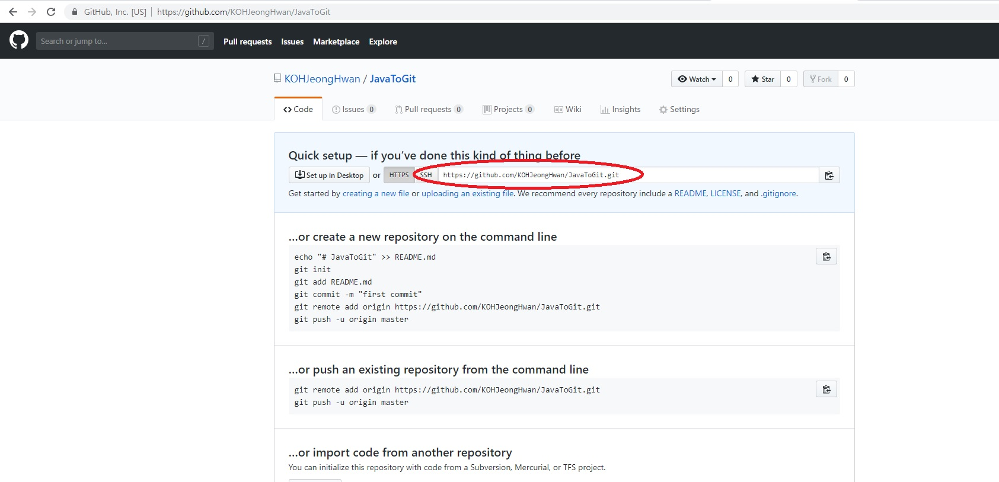 GitHub, Inc. [US] | https://github.com/KOHJeongHwan/JavaToGit
Search or jump to... / Pull requests Issues Marketplace Explore
KOHJeongHwan / JavaToGit Watch 0 Star 0 Fork 0
Code Issues 0 Pull requests 0 Projects 0 Wiki Insights Settings
Quick setup — if you've done this kind of thing before
Set up in Desktop or HTTPS SSH https://github.com/KOHJeongHwan/JavaToGit.git
Get started by creating a new file or uploading an existing file. We recommend every repository include a README, LICENSE, and .gitignore.
...or create a new repository on the command line
echo "# JavaToGit" >> README.md
git init
git add README.md
git commit -m "first commit"
git remote add origin https://github.com/KOHJeongHwan/JavaToGit.git
git push -u origin master
...or push an existing repository from the command line
git remote add origin https://github.com/KOHJeongHwan/JavaToGit.git
git push -u origin master
...or import code from another repository
You can initialize this repository with code from a Subversion, Mercurial, or TFS project.